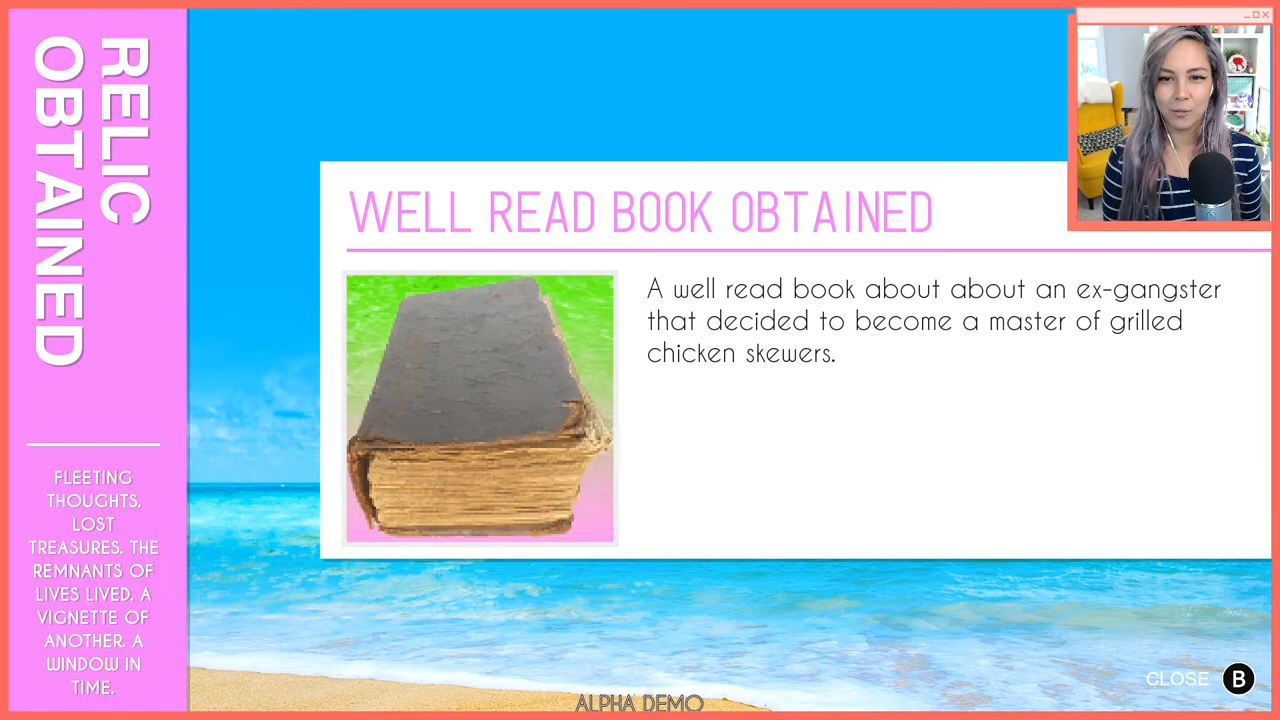 RELIC
OBTAINED
FLEETING
THOUGHTS.
LOST
TREASURES. THE
REMNANTS OF
LIVES LIVED. A
VIGNETTE OF
ANOTHER. A
WINDOW IN
TIME.
WELL READ BOOK OBTAINED
A well read book about about an ex-gangster
that decided to become a master of grilled
chicken skewers.
CLOSE B
ALPHA DEMO